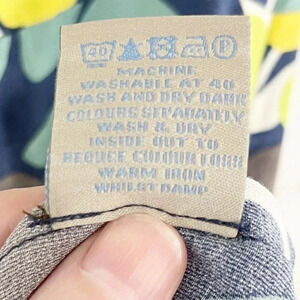 40 P
MACHINE
WASHABLE AT 40
WASH AND DRY DARK
COLOURS SEPARATELY
WASH & DRY
INSIDE OUT TO
REDUCE COLOUR LOSS
WARM IRON
WHILST DAMP